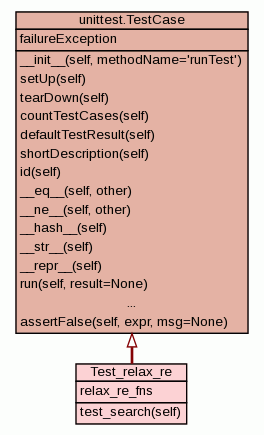 unittest.TestCase
failureException
__init__(self, methodName='runTest')
setUp(self)
tearDown(self)
countTestCases(self)
defaultTestResult(self)
shortDescription(self)
id(self)
__eq__(self, other)
__ne__(self, other)
__hash__(self)
__str__(self)
__repr__(self)
run(self, result=None)
...
assertFalse(self, expr, msg=None)
Test_relax_re
relax_re_fns
test_search(self)